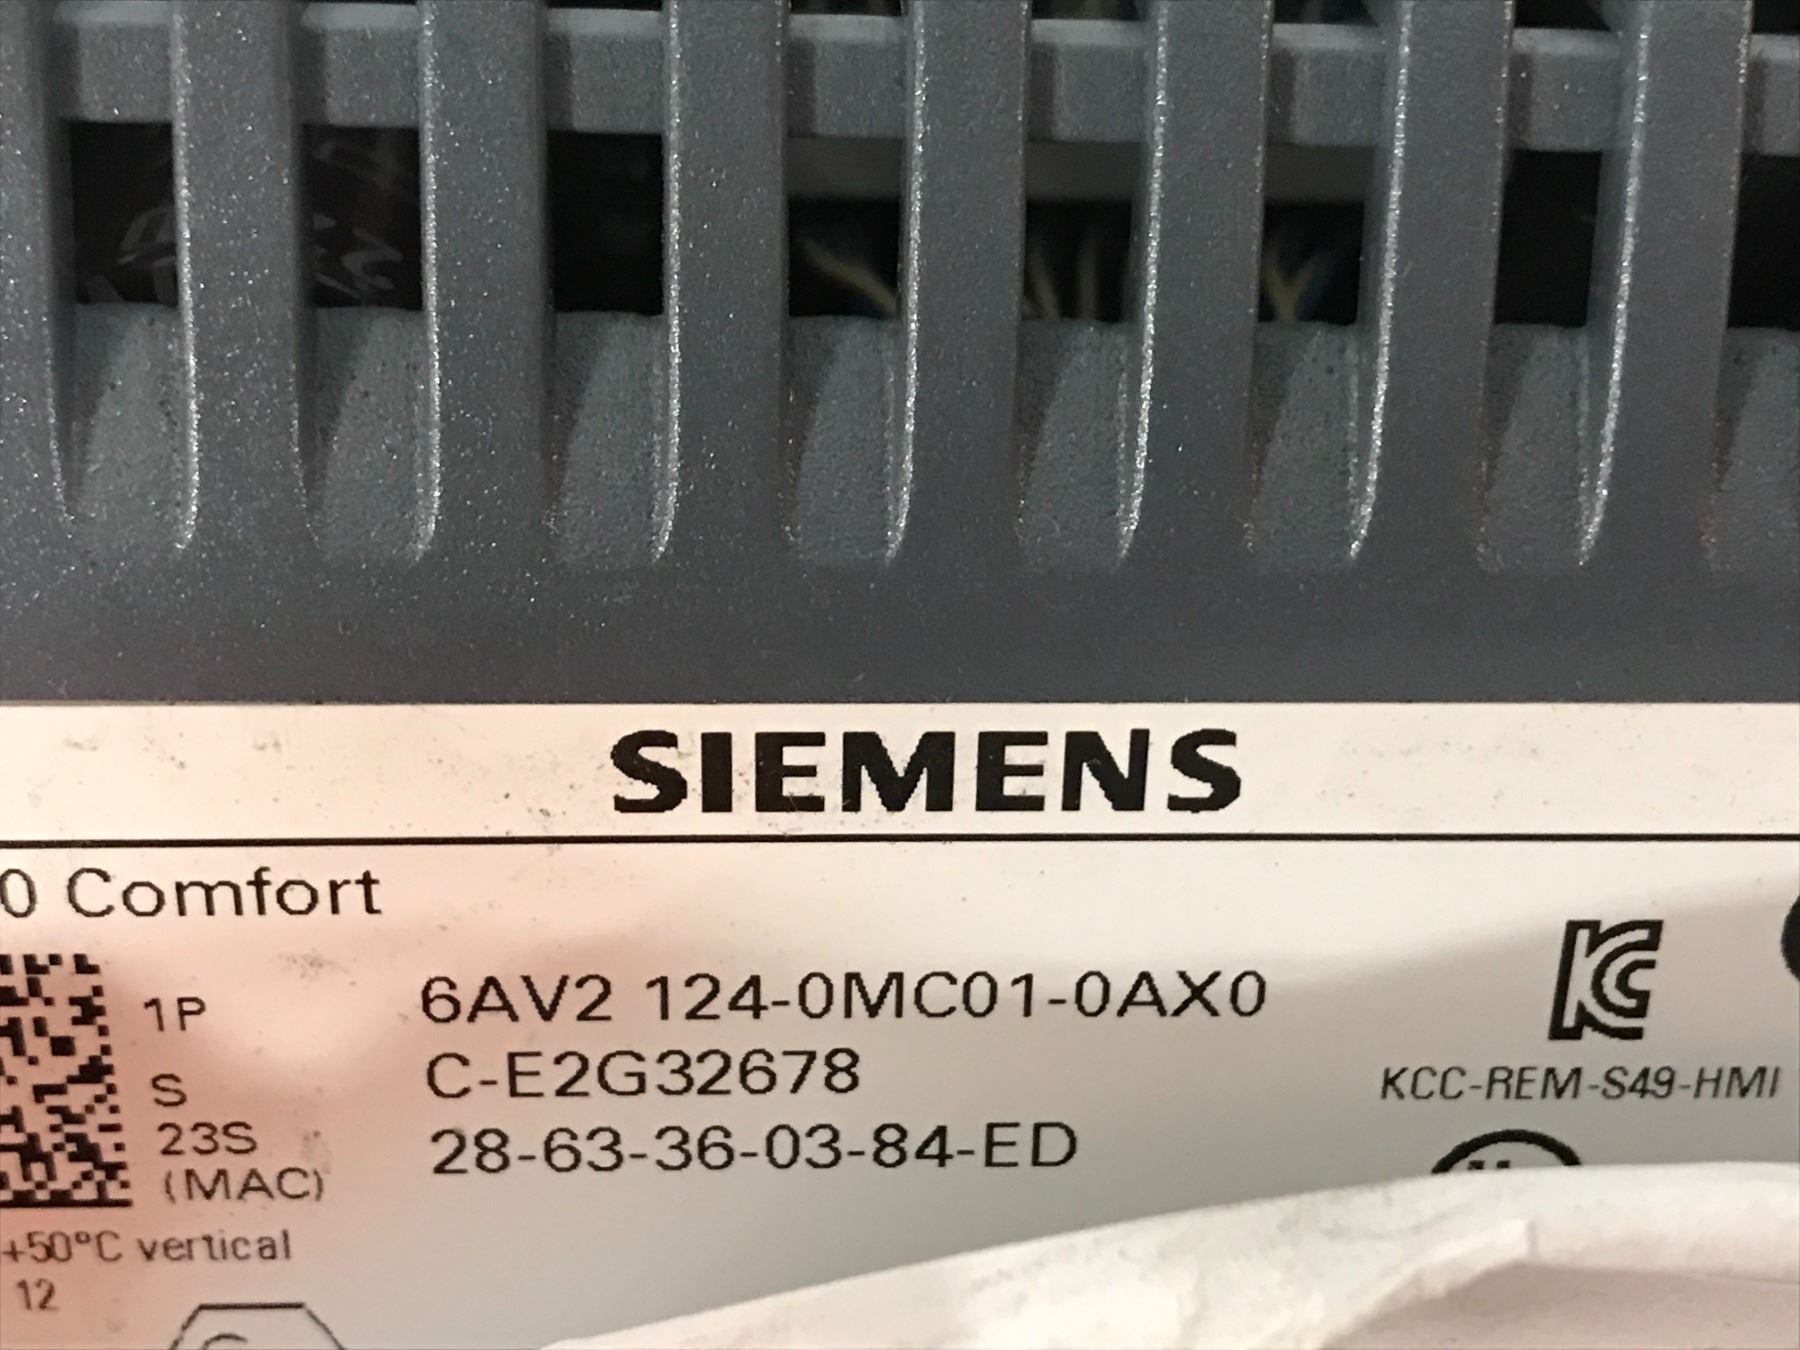 SIEMENS
0 Comfort
1P 6AV2 124-0MC01-0AX0
S C-E2G32678
23S 28-63-36-03-84-ED
(MAC)
KCC-REM-S49-HMI
+50°C vertical
12